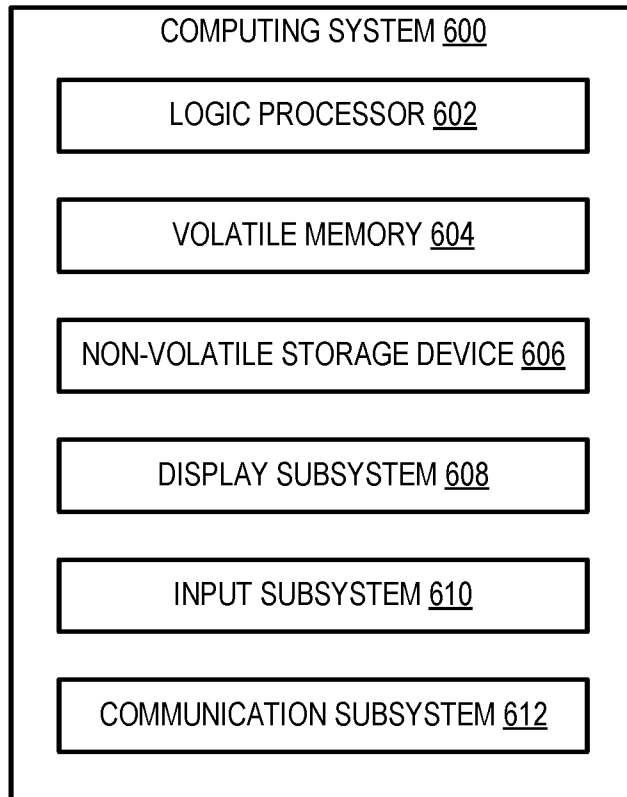 COMPUTING SYSTEM 600
LOGIC PROCESSOR 602
VOLATILE MEMORY 604
NON-VOLATILE STORAGE DEVICE 606
DISPLAY SUBSYSTEM 608
INPUT SUBSYSTEM 610
COMMUNICATION SUBSYSTEM 612